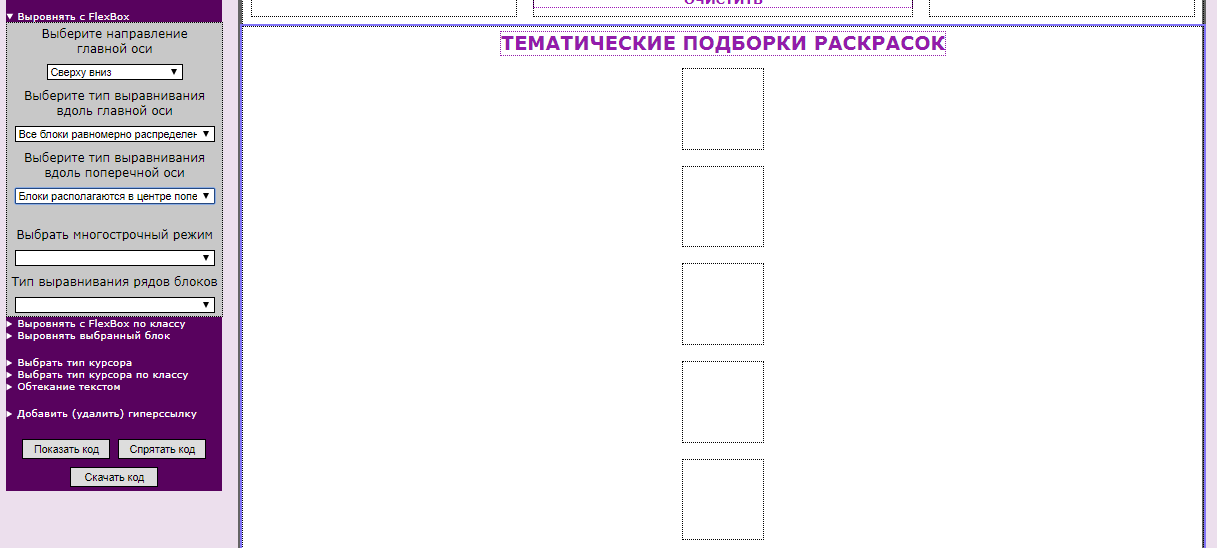 Выровнять с FlexBox
Выберите направление
главной оси
Сверху вниз
Выберите тип выравнивания
вдоль главной оси
Все блоки равномерно распределен
Выберите тип выравнивания
вдоль поперечной оси
Блоки располагаются в центре попе
Выбрать многострочный режим
Тип выравнивания рядов блоков
Выровнять с FlexBox по классу
Выровнять выбранный блок
Выбрать тип курсора
Выбрать тип курсора по классу
Обтекание текстом
Добавить (удалить) гиперссылку
Показать код
Спрятать код
Скачать код
ОЧИСТИТЬ
ТЕМАТИЧЕСКИЕ ПОДБОРКИ РАСКРАСОК